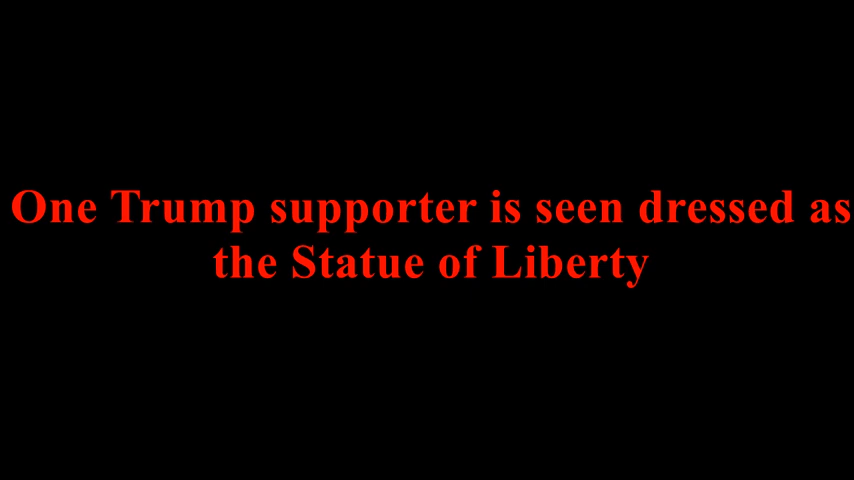 One Trump supporter is seen dressed as
the Statue of Liberty